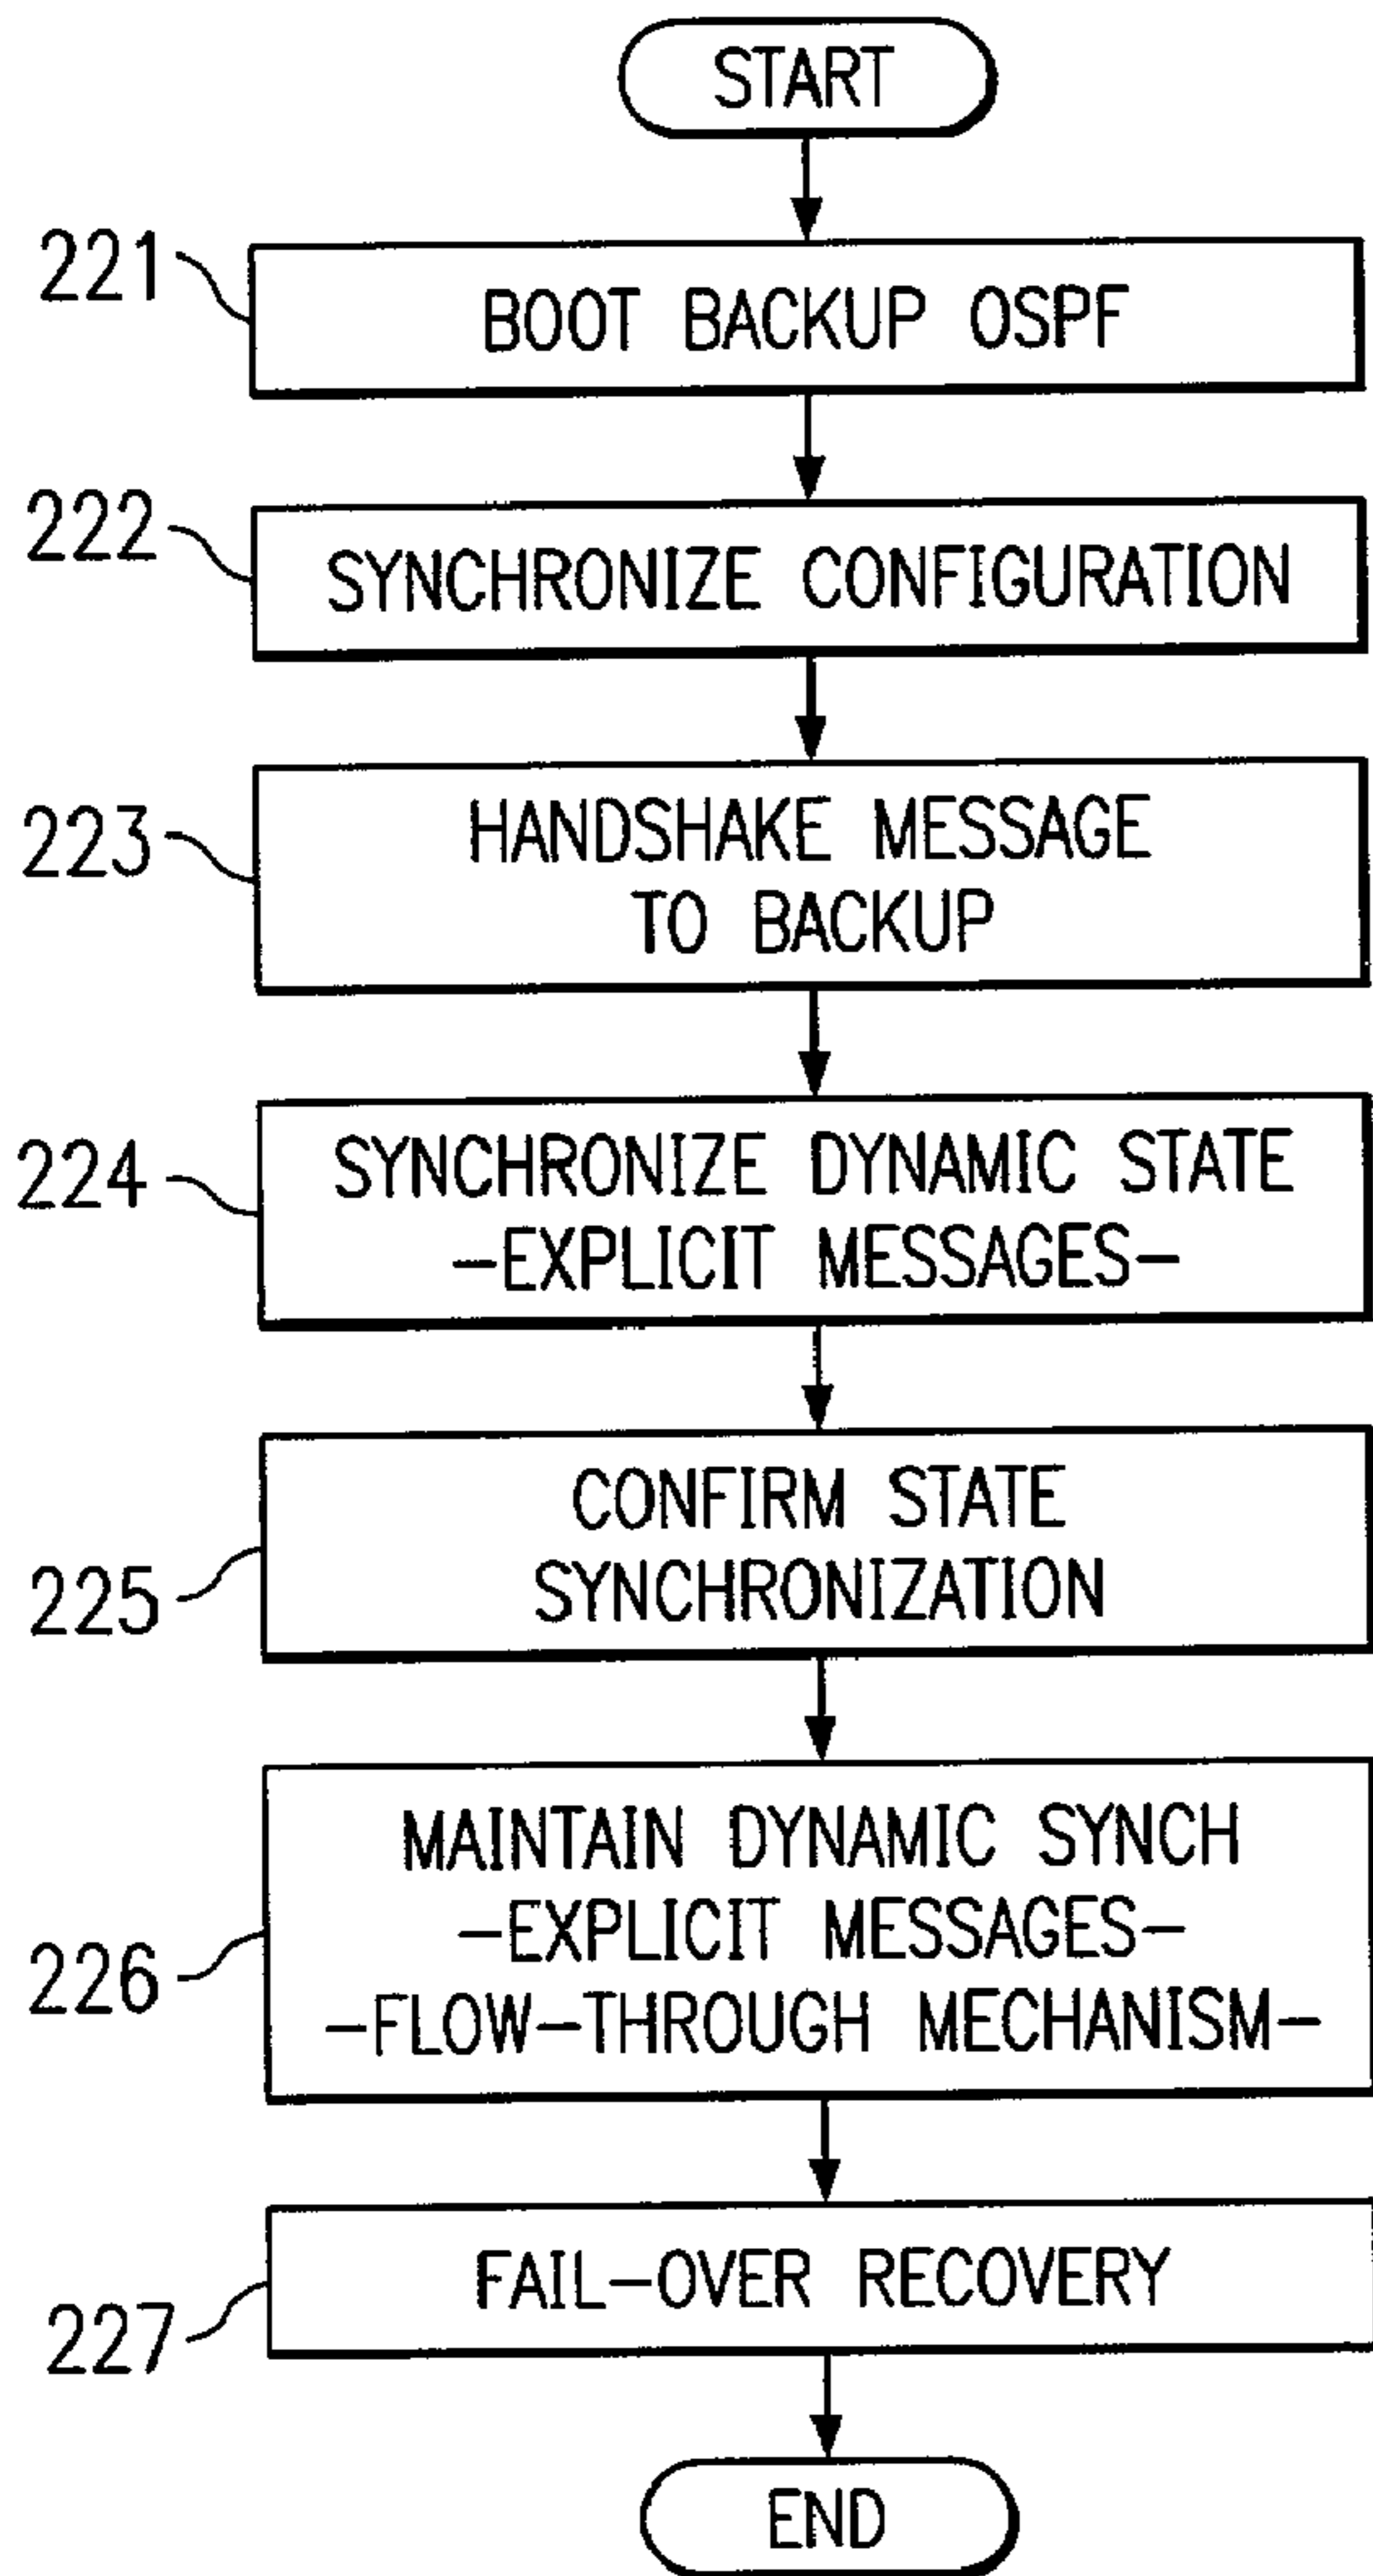 START
221
BOOT BACKUP OSPF
222
SYNCHRONIZE CONFIGURATION
223
HANDSHAKE MESSAGE
TO BACKUP
224
SYNCHRONIZE DYNAMIC STATE
-EXPLICIT MESSAGES-
225
CONFIRM STATE
SYNCHRONIZATION
226
MAINTAIN DYNAMIC SYNCH
-EXPLICIT MESSAGES-
-FLOW-THROUGH MECHANISM-
227
FAIL-OVER RECOVERY
END